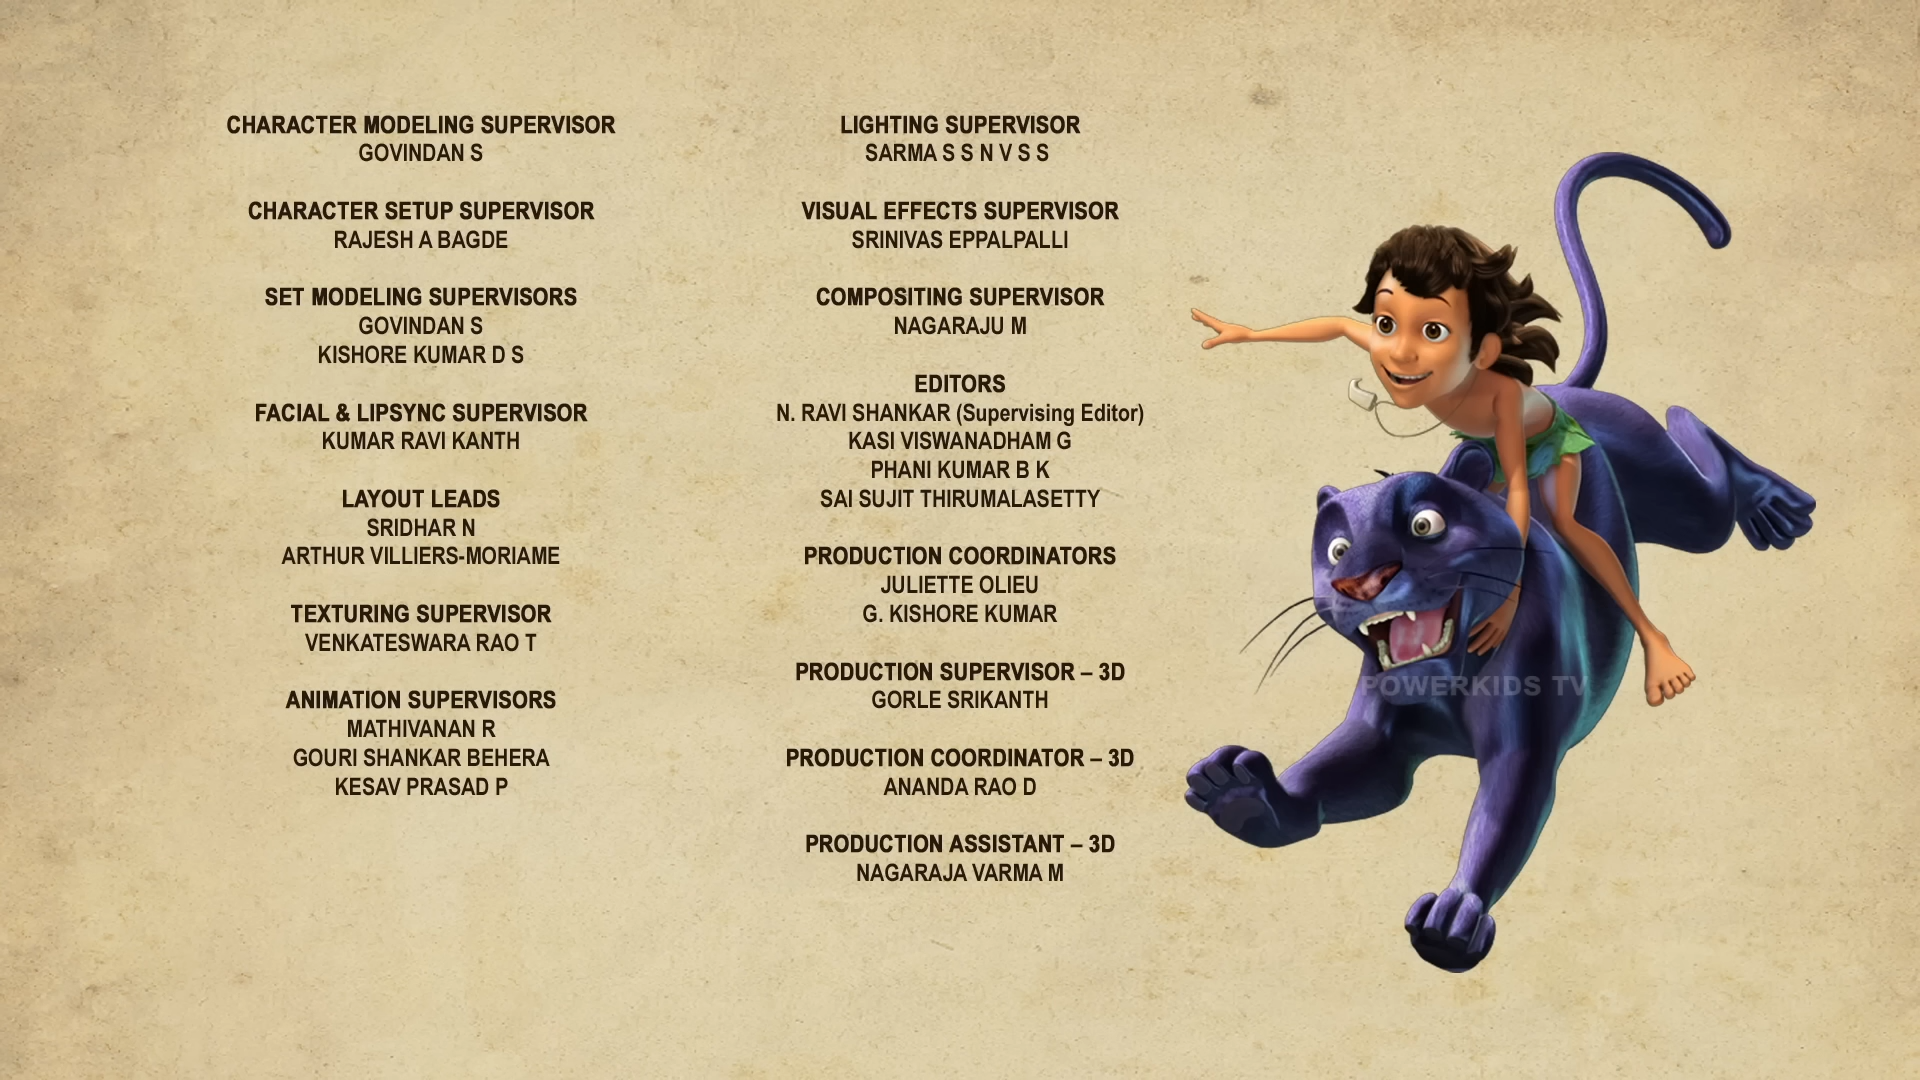 CHARACTER MODELING SUPERVISOR
GOVINDAN S
CHARACTER SETUP SUPERVISOR
RAJESH A BAGDE
SET MODELING SUPERVISORS
GOVINDAN S
KISHORE KUMAR D S
FACIAL & LIPSYNC SUPERVISOR
KUMAR RAVI KANTH
LAYOUT LEADS
SRIDHAR N
ARTHUR VILLIERS-MORIAME
TEXTURING SUPERVISOR
VENKATESWARA RAO T
ANIMATION SUPERVISORS
MATHIVANAN R
GOURI SHANKAR BEHERA
KESAV PRASAD P
LIGHTING SUPERVISOR
SARMA S S N V S S
VISUAL EFFECTS SUPERVISOR
SRINIVAS EPPALPALLI
COMPOSITING SUPERVISOR
NAGARAJU M
EDITORS
N. RAVI SHANKAR (Supervising Editor)
KASI VISWANADHAM G
PHANI KUMAR B K
SAI SUJIT THIRUMALASETTY
PRODUCTION COORDINATORS
JULIETTE OLIEU
G. KISHORE KUMAR
PRODUCTION SUPERVISOR – 3D
GORLE SRIKANTH
PRODUCTION COORDINATOR – 3D
ANANDA RAO D
PRODUCTION ASSISTANT – 3D
NAGARAJA VARMA M
POWERKIDS TV